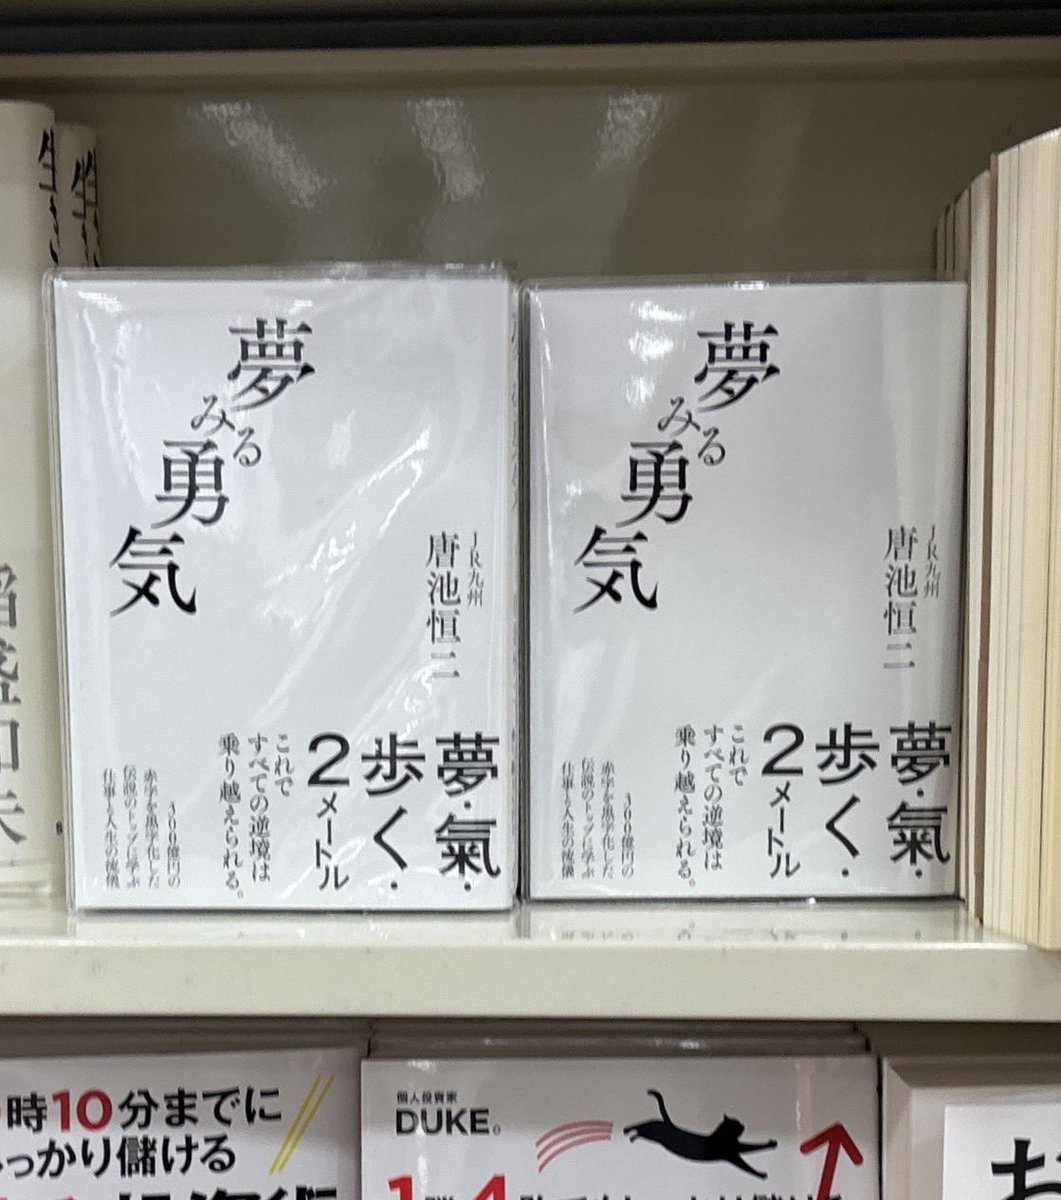 夢みる勇気
JR九州
唐池恒二
夢・氣・
歩く・
2メートル
これで
すべての逆境は
乗り越えられる。
300億円の
赤字を黒字化した
伝説のトップに学ぶ
仕事と人生の流儀
夢みる勇気
JR九州
唐池恒二
夢・氣・
歩く・
2メートル
これで
すべての逆境は
乗り越えられる。
300億円の
赤字を黒字化した
伝説のトップに学ぶ
仕事と人生の流儀
時10分までに
っかり儲ける
個人投資家
DUKE。